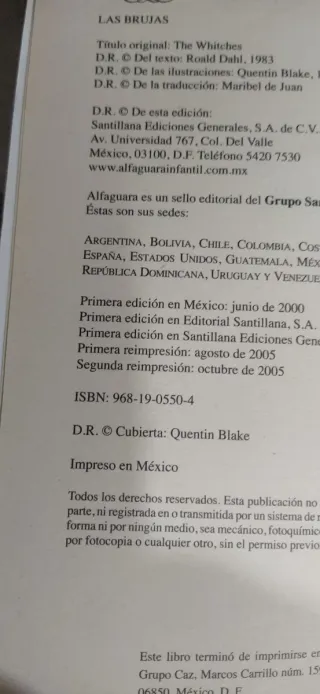 LAS BRUJAS
Título original: The Whitches
D.R. © Del texto: Roald Dahl, 1983
D.R. © De las ilustraciones: Quentin Blake,
D.R. © De la traducción: Maribel de Juan
D.R. © De esta edición:
Santillana Ediciones Generales, S.A. de C.V.
Av. Universidad 767, Col. Del Valle
México, 03100, D.F. Teléfono 5420 7530
www.alfaguarainfantil.com.mx
Alfaguara es un sello editorial del Grupo
Éstas son sus sedes:
ARGENTINA, BOLIVIA, CHILE, COLOMBIA,
ESPAÑA, ESTADOS UNIDOS, GUATEMALA,
REPÚBLICA DOMINICANA, URUGUAY Y
Primera edición en México: junio de 2000
Primera edición en Editorial Santillana, S.A.
Primera edición en Santillana Ediciones
Primera reimpresión: agosto de 2005
Segunda reimpresión: octubre de 2005
ISBN: 968-19-0550-4
D.R. © Cubierta: Quentin Blake
Impreso en México
Todos los derechos reservados. Esta publicación no
parte, ni registrada en o transmitida por un sistema de
forma ni por ningún medio, sea mecánico,
por fotocopia o cualquier otro, sin el permiso
Este libro terminó de imprimirse en
Grupo Caz, Marcos Carrillo núm.
06850, México, D. F.